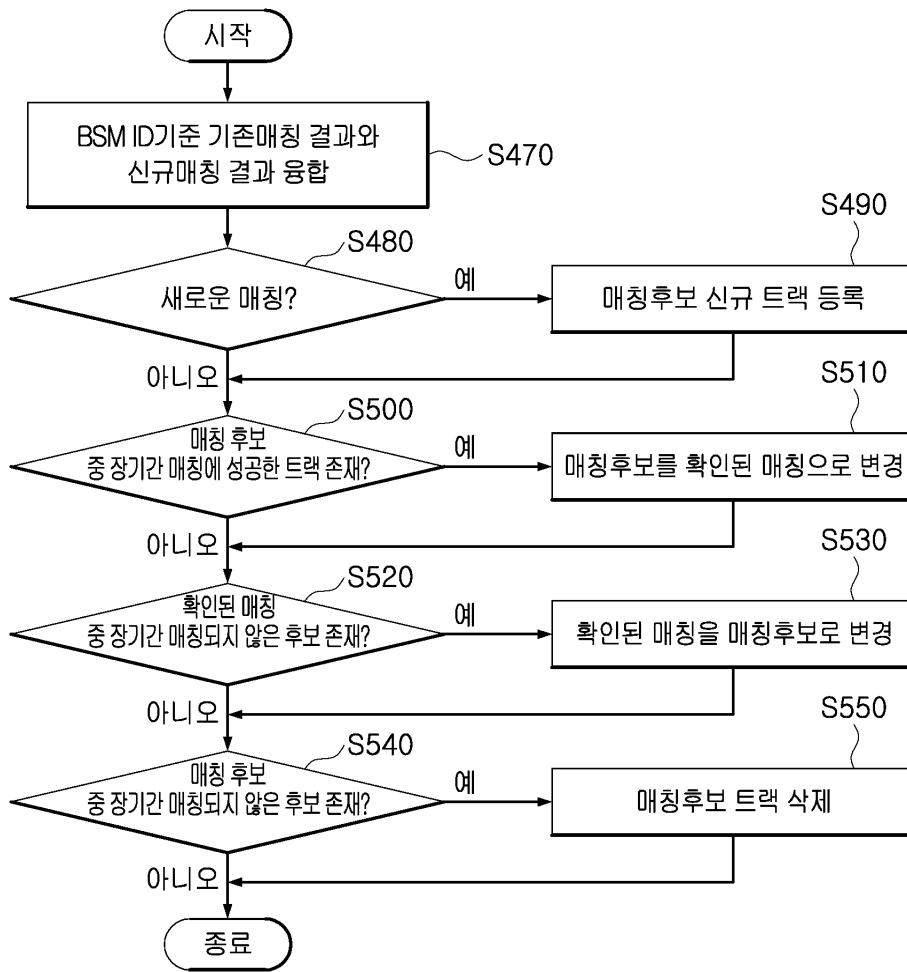 시작
BSM ID기준 기존매칭 결과와
신규매칭 결과 융합
S470
S480
새로운 매칭?
예
S490
매칭후보 신규 트랙 등록
아니오
S500
매칭 후보
중 장기간 매칭에 성공한 트랙 존재?
예
S510
매칭후보를 확인된 매칭으로 변경
아니오
S520
확인된 매칭
중 장기간 매칭되지 않은 후보 존재?
예
S530
확인된 매칭을 매칭후보로 변경
아니오
S540
매칭 후보
중 장기간 매칭되지 않은 후보 존재?
예
S550
매칭후보 트랙 삭제
아니오
종료